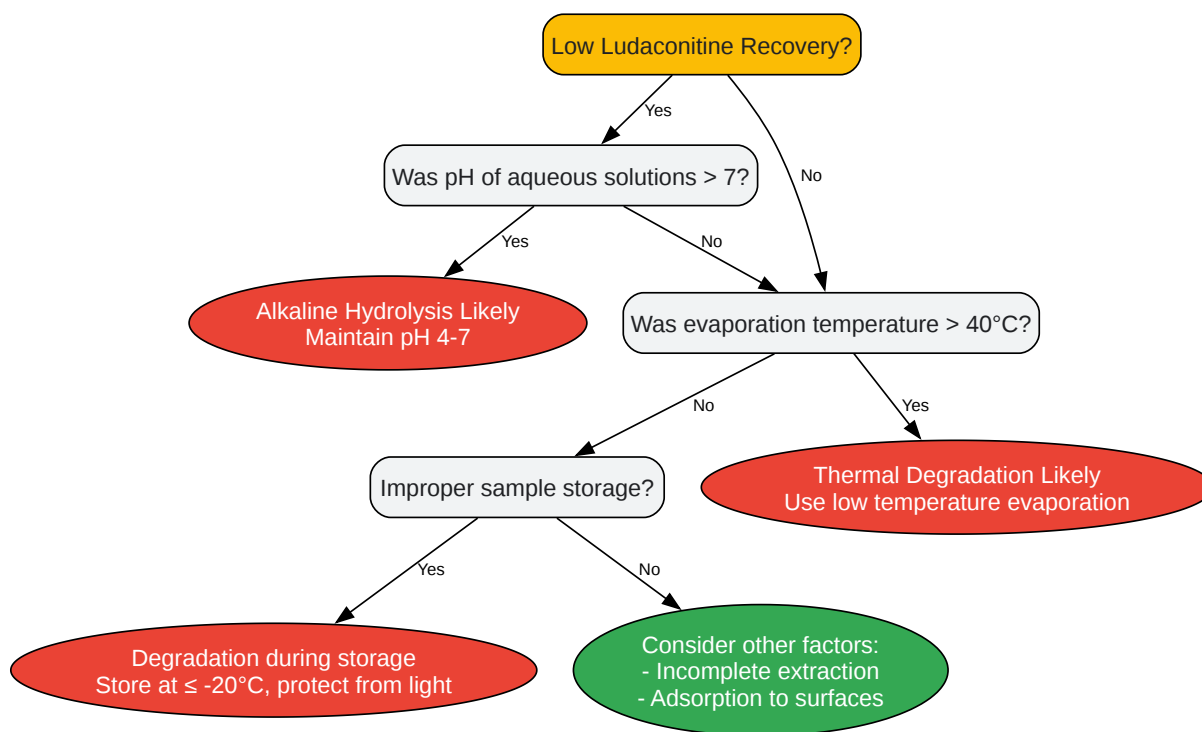 Low Ludaconitine Recovery?
Yes
Was pH of aqueous solutions > 7?
No
Yes
No
Alkaline Hydrolysis Likely
Maintain pH 4-7
Was evaporation temperature > 40°C?
No
Yes
Improper sample storage?
Thermal Degradation Likely
Use low temperature evaporation
Yes
No
Degradation during storage
Store at ≤ -20°C, protect from light
Consider other factors:
- Incomplete extraction
- Adsorption to surfaces